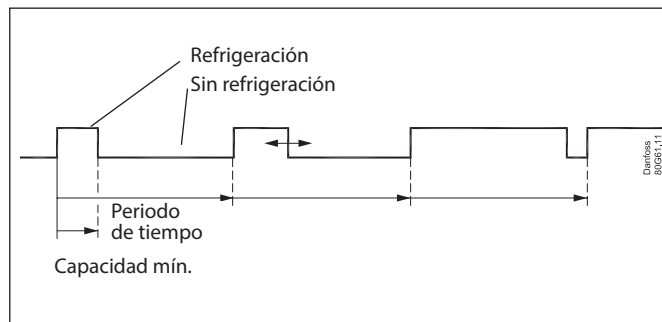 Refrigeración
Sin refrigeración
Danfoss
80G61.11
Periodo
de tiempo
Capacidad mín.